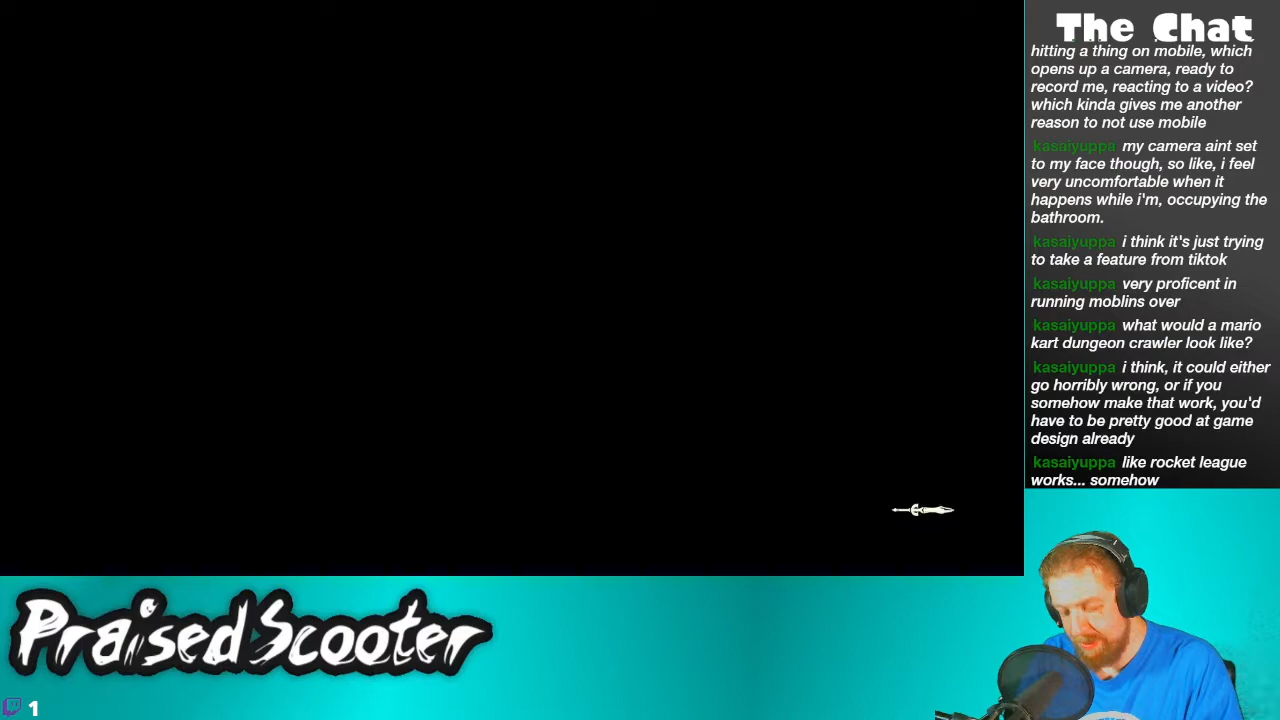 The Chat
hitting a thing on mobile, which
opens up a camera, ready to
record me, reacting to a video?
which kinda gives me another
reason to not use mobile
kasaiyuppa my camera aint set
to my face though, so like, i feel
very uncomfortable when it
happens while i'm, occupying the
bathroom.
kasaiyuppa i think it's just trying
to take a feature from tiktok
kasaiyuppa very proficent in
running moblins over
kasaiyuppa what would a mario
kart dungeon crawler look like?
kasaiyuppa i think, it could either
go horribly wrong, or if you
somehow make that work, you'd
have to be pretty good at game
design already
kasaiyuppa like rocket league
works... somehow
PraisedScooter
1